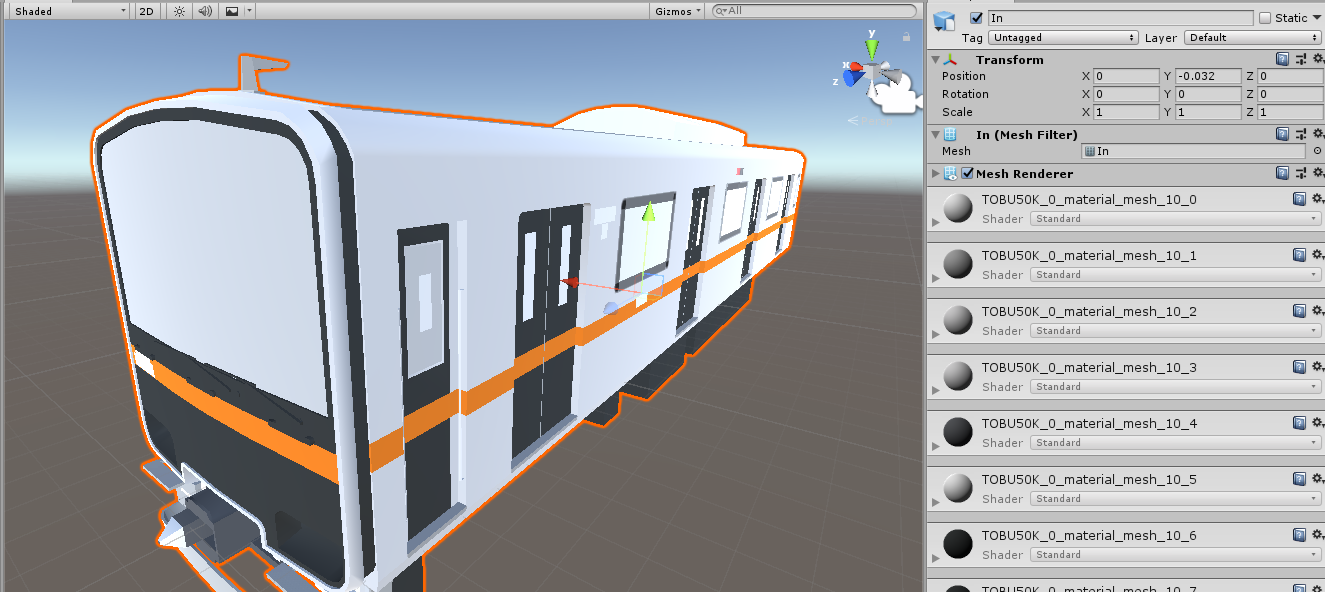 Shaded 2D Gizmos All
y
x
z
In Static
Tag Untagged Layer Default
Transform
Position X 0 Y -0.032 Z 0
Rotation X 0 Y 0 Z 0
Scale X 1 Y 1 Z 1
In (Mesh Filter)
Mesh In
Mesh Renderer
TOBU50K_0_material_mesh_10_0
Shader Standard
TOBU50K_0_material_mesh_10_1
Shader Standard
TOBU50K_0_material_mesh_10_2
Shader Standard
TOBU50K_0_material_mesh_10_3
Shader Standard
TOBU50K_0_material_mesh_10_4
Shader Standard
TOBU50K_0_material_mesh_10_5
Shader Standard
TOBU50K_0_material_mesh_10_6
Shader Standard
TOBU50K_0_material_mesh_10_7